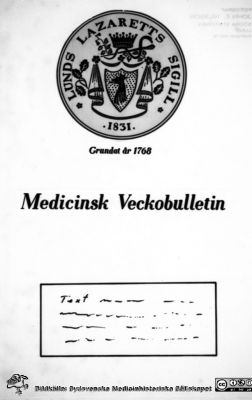 LUNDS LAZARETTS SIGILL
·1831·
Grundat år 1768
Medicinsk Veckobulletin
Text
Bildkälla: Sydsvenska Medicinhistoriska Sällskapet